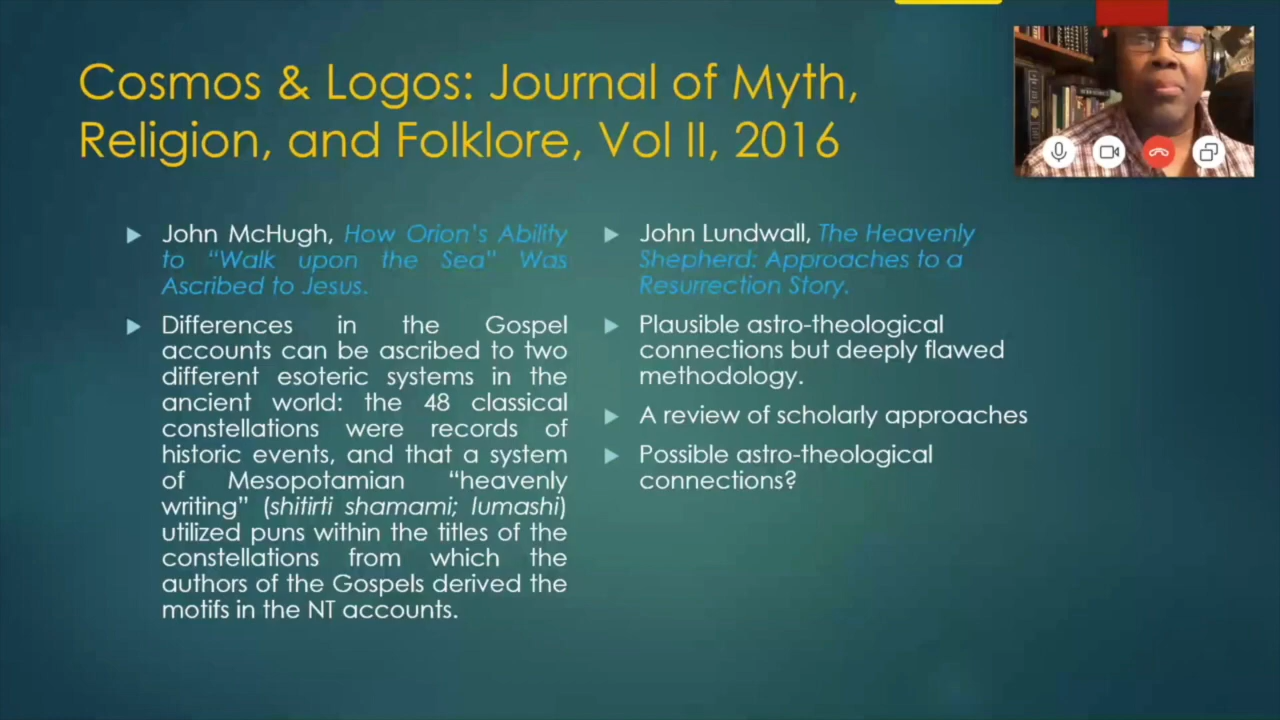 Cosmos & Logos: Journal of Myth,
Religion, and Folklore, Vol II, 2016
John McHugh, How Orion's Ability
to "Walk upon the Sea" Was
Ascribed to Jesus.
Differences in the Gospel
accounts can be ascribed to two
different esoteric systems in the
ancient world: the 48 classical
constellations were records of
historic events, and that a system
of Mesopotamian "heavenly
writing" (shitirti shamami; lumashi)
utilized puns within the titles of the
constellations from which the
authors of the Gospels derived the
motifs in the NT accounts.
John Lundwall, The Heavenly
Shepherd: Approaches to a
Resurrection Story.
Plausible astro-theological
connections but deeply flawed
methodology.
A review of scholarly approaches
Possible astro-theological
connections?